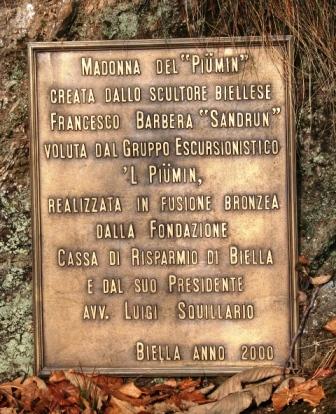 MADONNA DEL "PIÜMIN"
CREATA DALLO SCULTORE BIELLESE
FRANCESCO BARBERA "SANDRUN"
VOLUTA DAL GRUPPO ESCURSIONISTICO
'L PIÜMIN,
REALIZZATA IN FUSIONE BRONZEA
DALLA FONDAZIONE
CASSA DI RISPARMIO DI BIELLA
E DAL SUO PRESIDENTE
AVV. LUIGI SQUILLARIO
BIELLA ANNO 2000